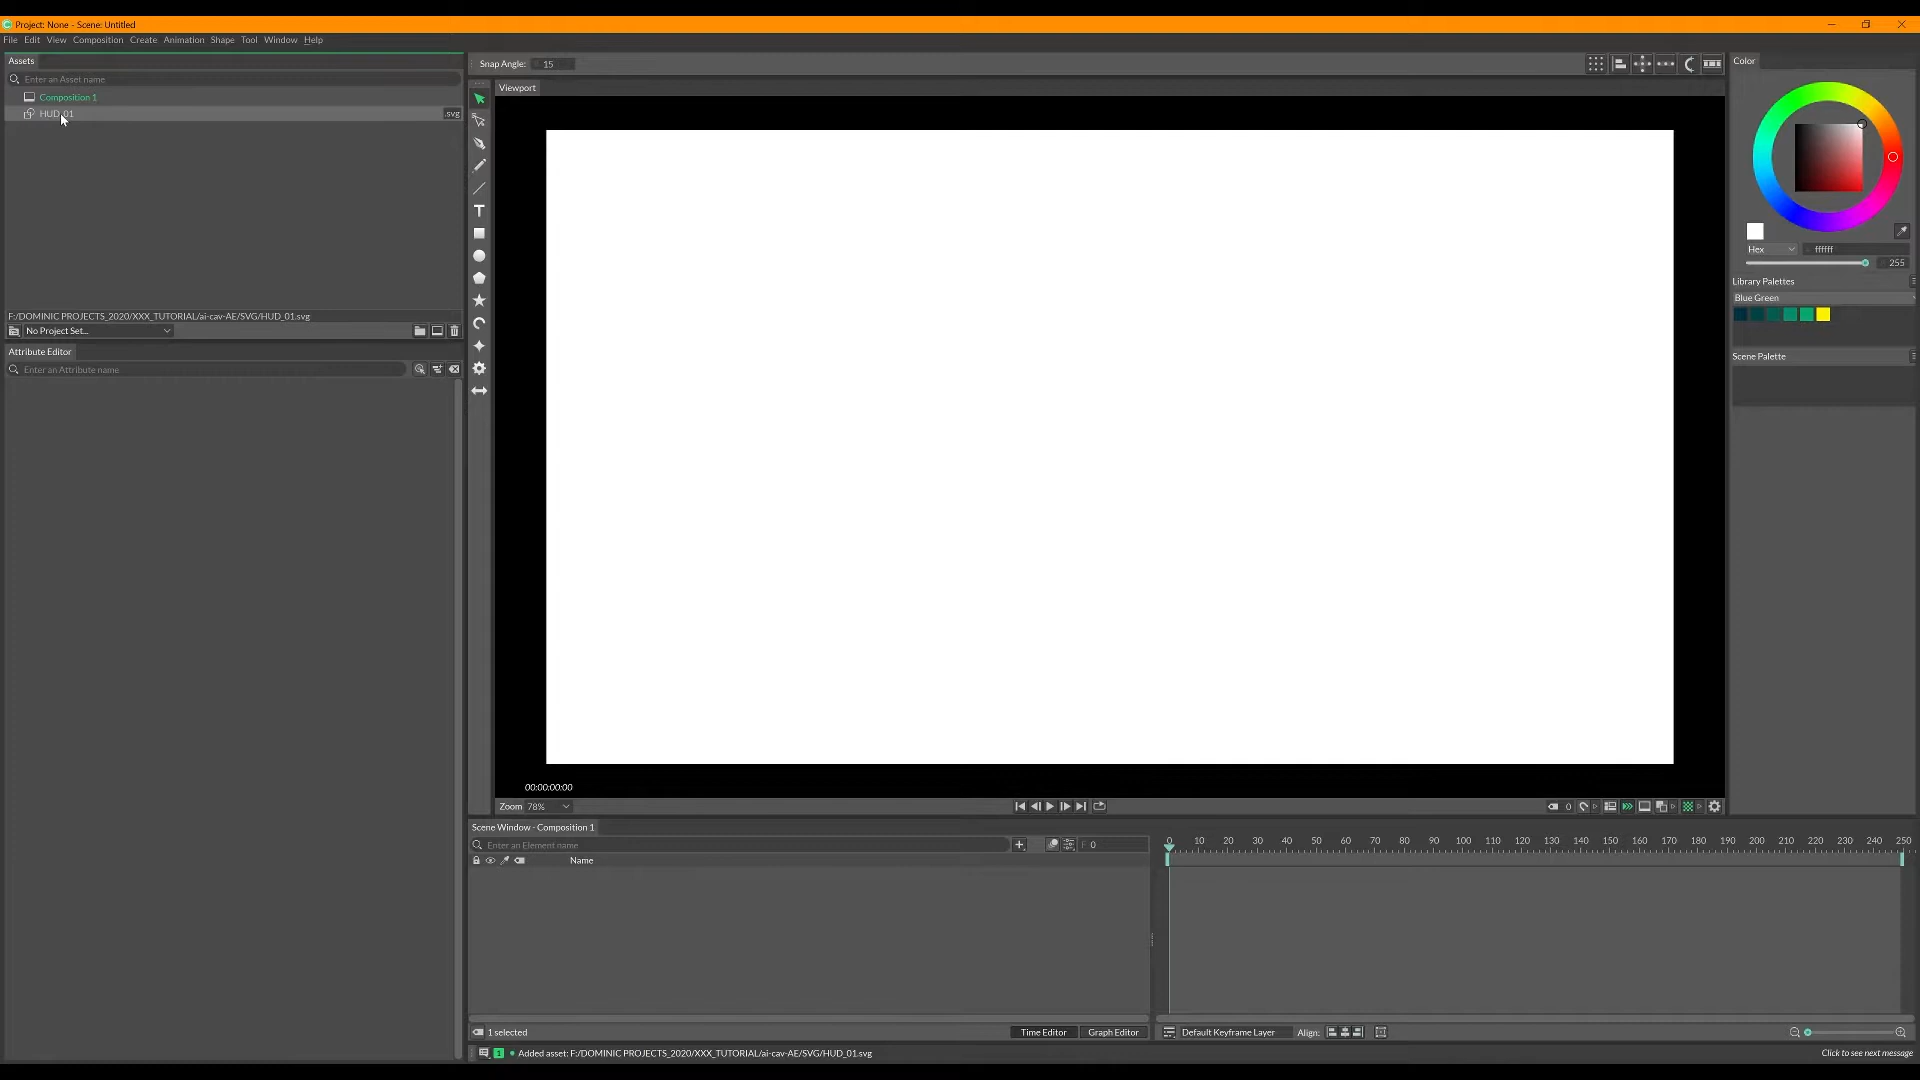 Project: None - Scene: Untitled
File Edit View Composition Create Animation Shape Tool Window Help
Assets
Enter an Asset name
Composition 1
HUD_01 .svg
F:/DOMINIC PROJECTS_2020/XXX_TUTORIAL/ai-cav-AE/SVG/HUD_01.svg
No Project Set...
Attribute Editor
Enter an Attribute name
Snap Angle: 15
Viewport
00:00:00:00
Zoom 78%
0
Color
Hex ffffff
255
Library Palettes
Blue Green
Scene Palette
Scene Window - Composition 1
Enter an Element name
F 0
Name
0 10 20 30 40 50 60 70 80 90 100 110 120 130 140 150 160 170 180 190 200 210 220 230 240 250
1 selected
Time Editor Graph Editor
Default Keyframe Layer Align:
1 Added asset: F:/DOMINIC PROJECTS_2020/XXX_TUTORIAL/ai-cav-AE/SVG/HUD_01.svg
Click to see next message